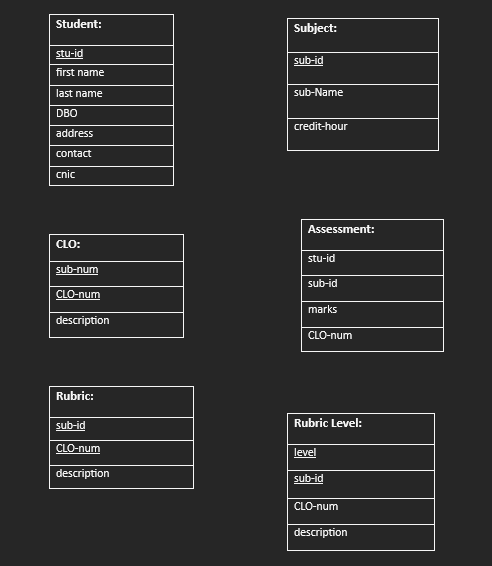 Student:
stu-id
first name
last name
DBO
address
contact
cnic
Subject:
sub-id
sub-Name
credit-hour
CLO:
sub-num
CLO-num
description
Assessment:
stu-id
sub-id
marks
CLO-num
Rubric:
sub-id
CLO-num
description
Rubric Level:
level
sub-id
CLO-num
description